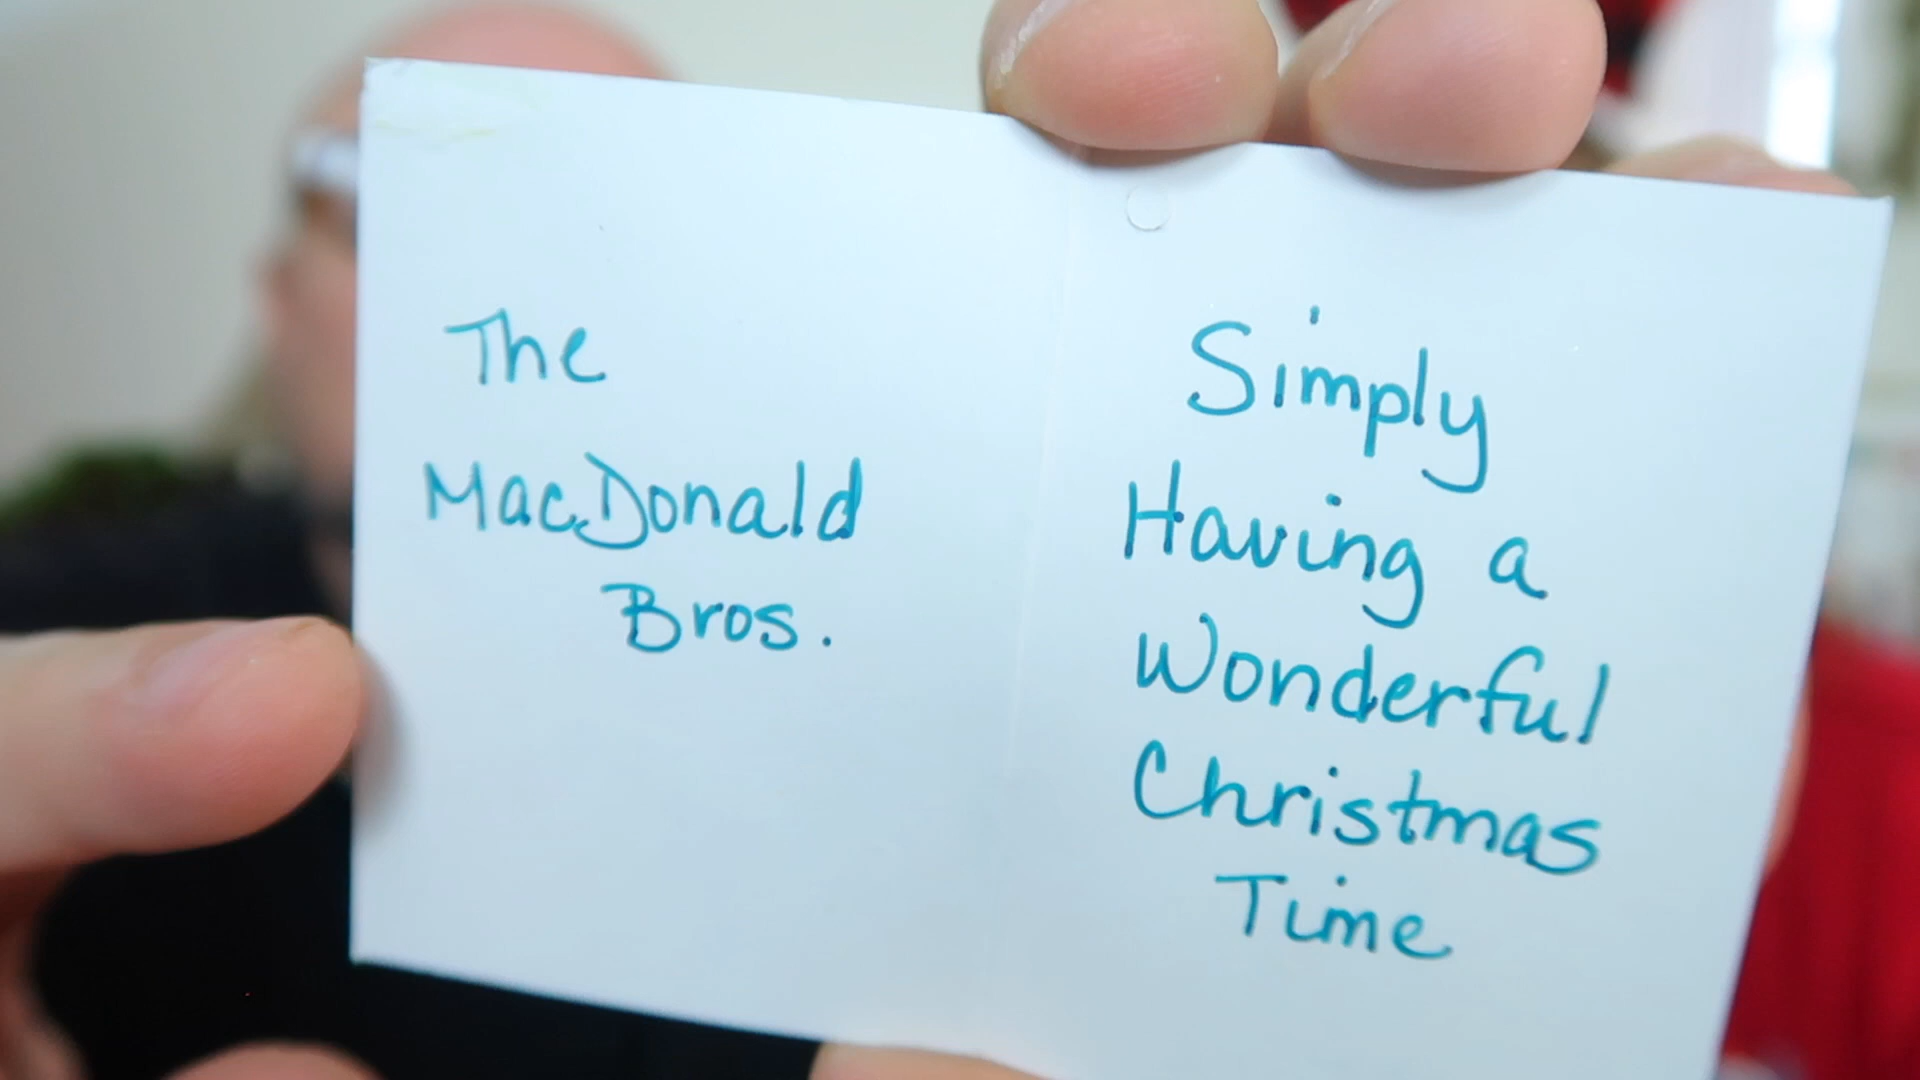 The
MacDonald
Bros.
Simply
Having a
Wonderful
Christmas
Time